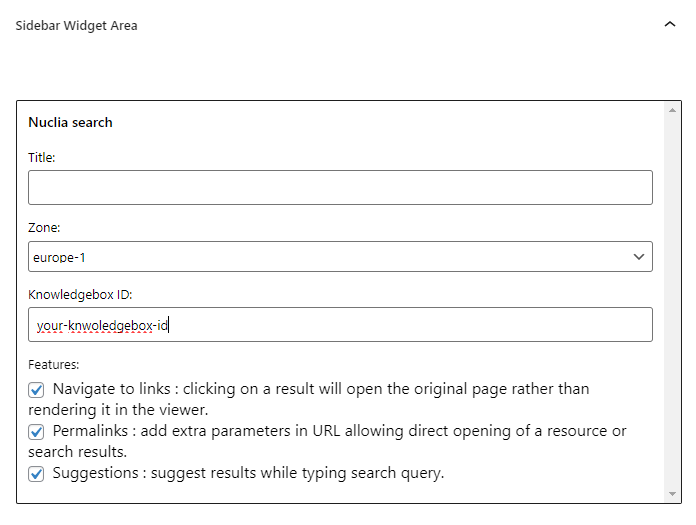 Sidebar Widget Area
Nuclia search
Title:
Zone:
europe-1
Knowledgebox ID:
your-knwoledgebox-id
Features:
Navigate to links : clicking on a result will open the original page rather than
rendering it in the viewer.
Permalinks : add extra parameters in URL allowing direct opening of a resource or
search results.
Suggestions : suggest results while typing search query.